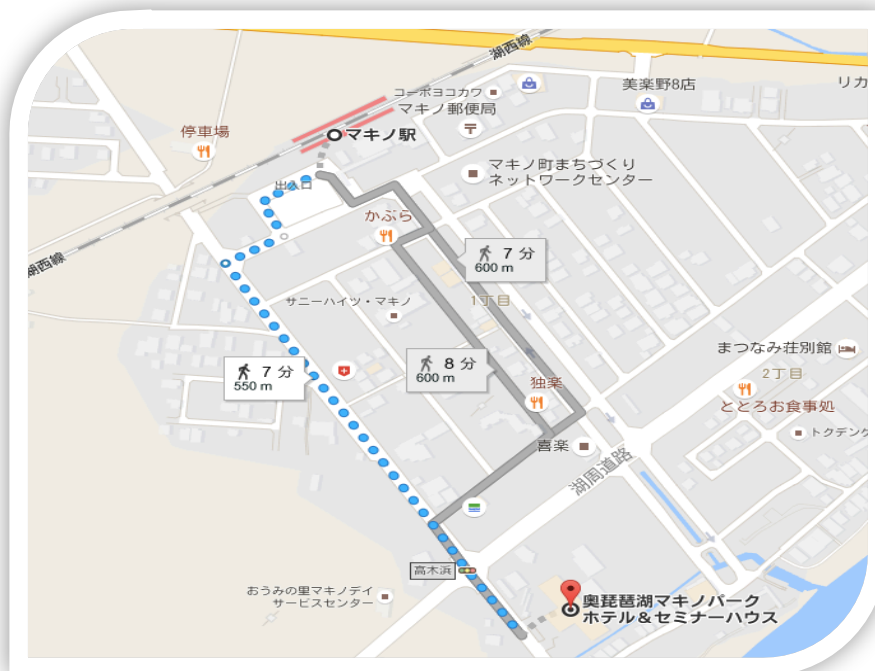 湖西線
コーポヨコカワ
マキノ郵便局
美楽野8店
リカ
停車場
マキノ駅
出入口
マキノ町まちづくり
ネットワークセンター
かぶら
7 分
600 m
湖西線
サニーハイツ・マキノ
1丁目
7 分
550 m
8 分
600 m
まつなみ荘別館
2丁目
独楽
ととろお食事処
トクデンケ
喜楽
湖周道路
高木浜
おうみの里マキノデイ
サービスセンター
奥琵琶湖マキノパーク
ホテル＆セミナーハウス